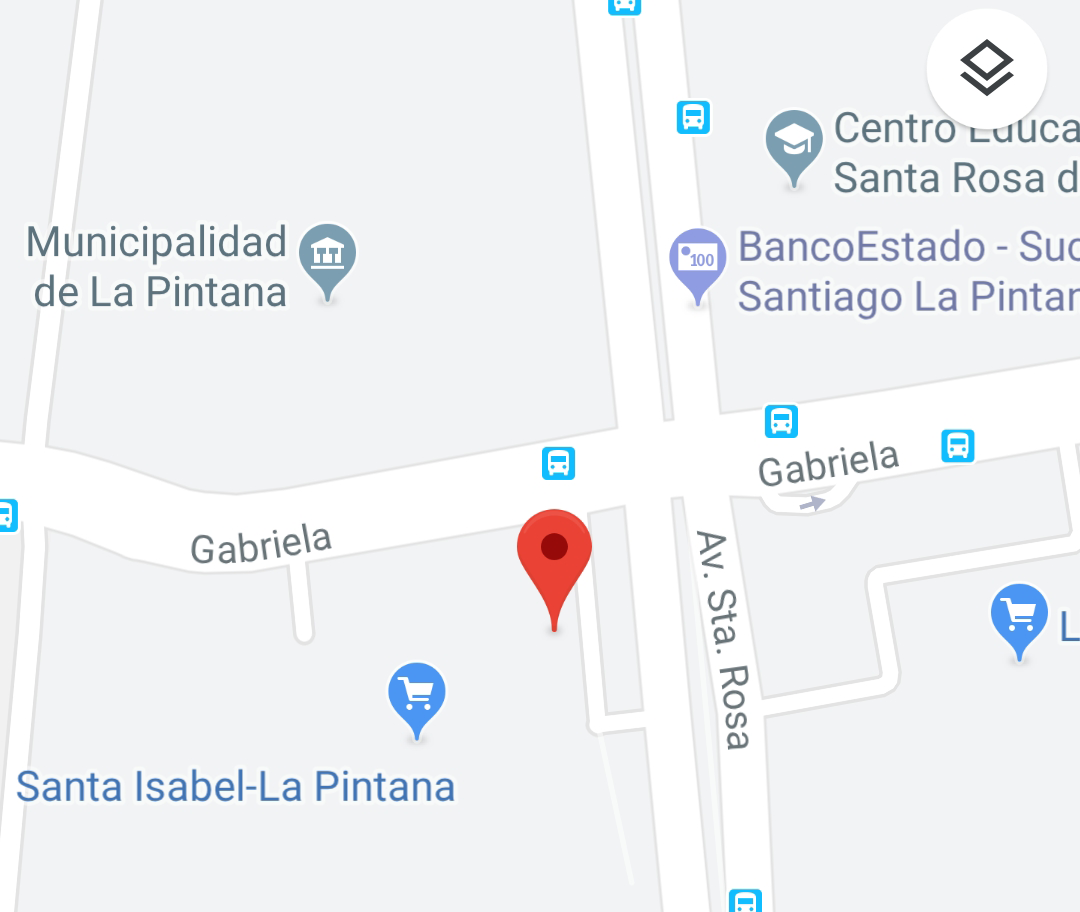 Centro Educa
Santa Rosa d
Municipalidad
de La Pintana
100
BancoEstado - Suc
Santiago La Pintan
Gabriela
Gabriela
Av. Sta. Rosa
L
Santa Isabel-La Pintana